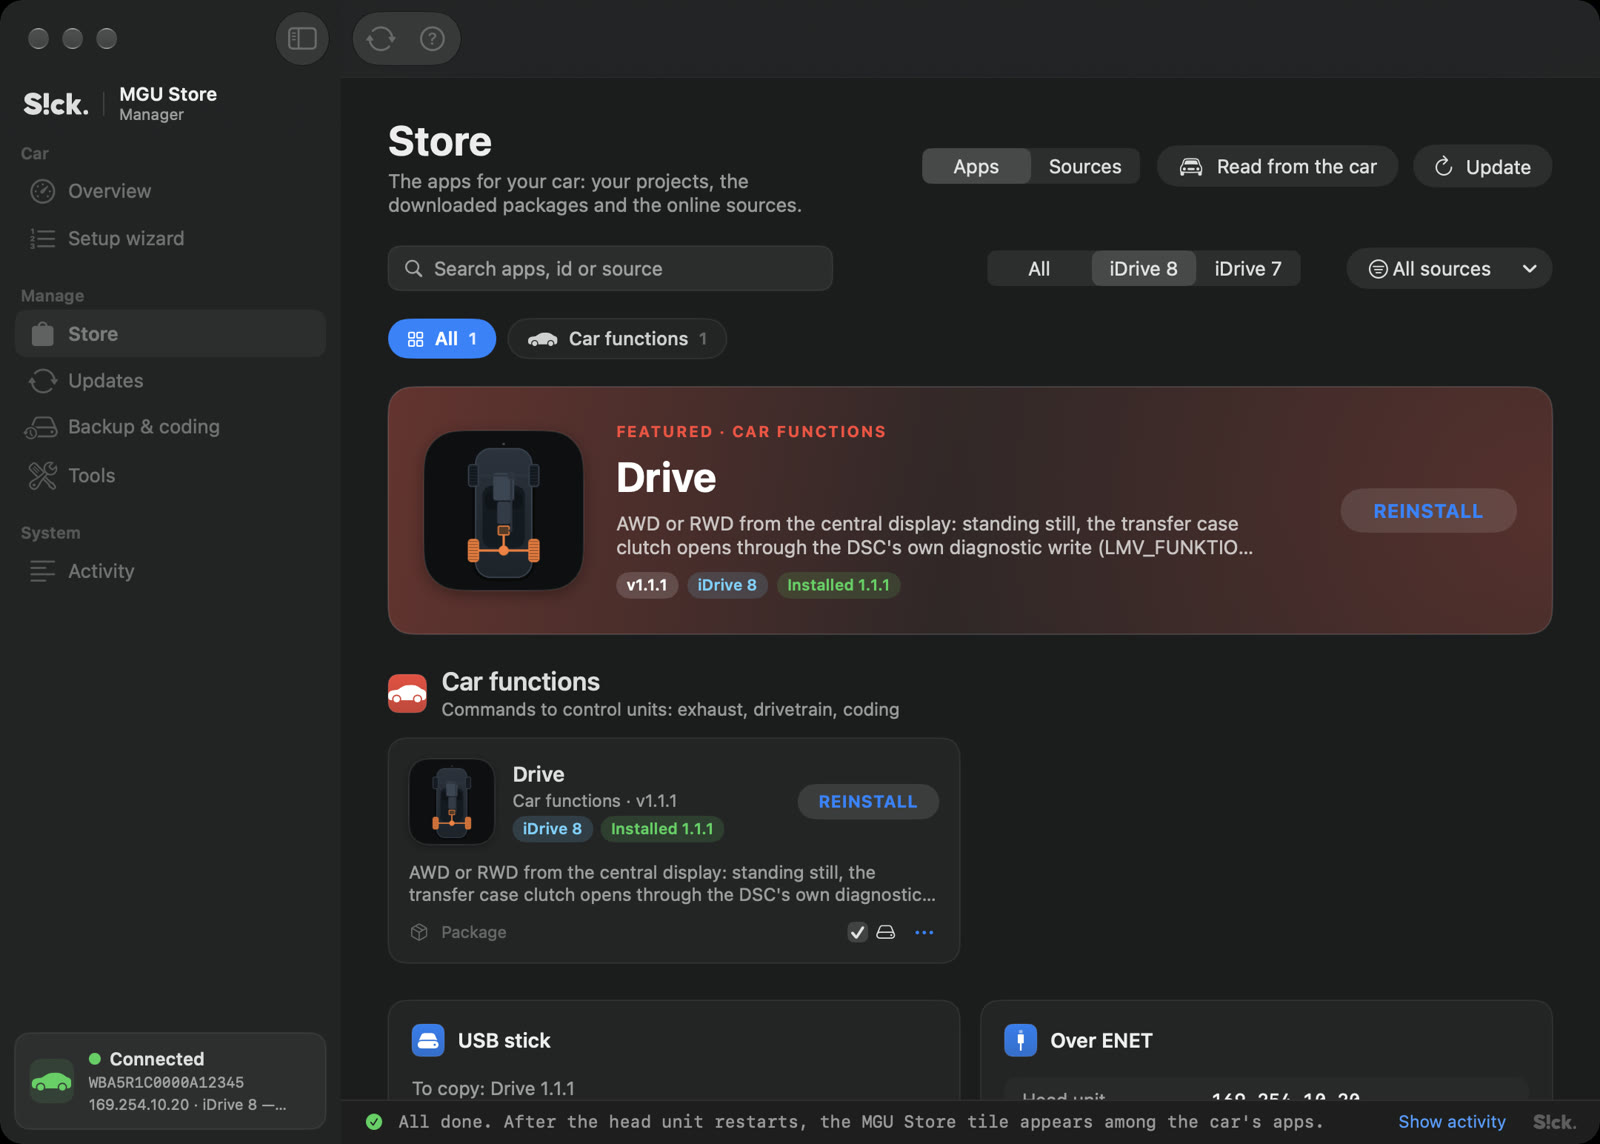 S!ck.
MGU Store
Manager
Car
Overview
Setup wizard
Manage
Store
Updates
Backup & coding
Tools
System
Activity
Connected
WBA5R1C0000A12345
169.254.10.20 · iDrive 8 —...
Store
The apps for your car: your projects, the
downloaded packages and the online sources.
Apps
Sources
Read from the car
Update
Search apps, id or source
All
iDrive 8
iDrive 7
All sources
All 1
Car functions 1
FEATURED · CAR FUNCTIONS
Drive
AWD or RWD from the central display: standing still, the transfer case
clutch opens through the DSC's own diagnostic write (LMV_FUNKTIO...
v1.1.1
iDrive 8
Installed 1.1.1
REINSTALL
Car functions
Commands to control units: exhaust, drivetrain, coding
Drive
Car functions · v1.1.1
iDrive 8
Installed 1.1.1
REINSTALL
AWD or RWD from the central display: standing still, the
transfer case clutch opens through the DSC's own diagnostic...
Package
USB stick
To copy: Drive 1.1.1
Over ENET
Head unit
169.254.10.20
All done. After the head unit restarts, the MGU Store tile appears among the car's apps.
Show activity
S!ck.